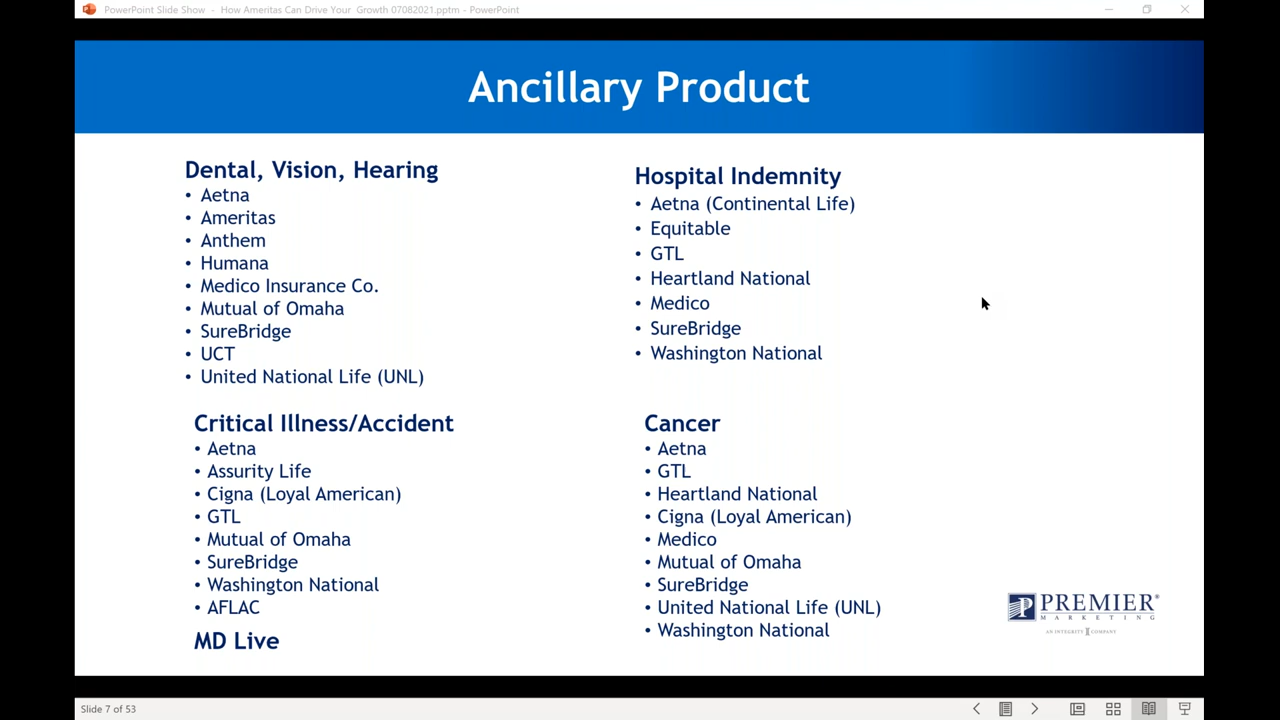 PowerPoint Slide Show - How Ameritas Can Drive Your Growth 07082021.pptm - PowerPoint
Ancillary Product
Dental, Vision, Hearing
• Aetna
• Ameritas
• Anthem
• Humana
• Medico Insurance Co.
• Mutual of Omaha
• SureBridge
• UCT
• United National Life (UNL)
Hospital Indemnity
• Aetna (Continental Life)
• Equitable
• GTL
• Heartland National
• Medico
• SureBridge
• Washington National
Critical Illness/Accident
• Aetna
• Assurity Life
• Cigna (Loyal American)
• GTL
• Mutual of Omaha
• SureBridge
• Washington National
• AFLAC
MD Live
Cancer
• Aetna
• GTL
• Heartland National
• Cigna (Loyal American)
• Medico
• Mutual of Omaha
• SureBridge
• United National Life (UNL)
• Washington National
PREMIER®
MARKETING
AN INTEGRITY COMPANY
Slide 7 of 53